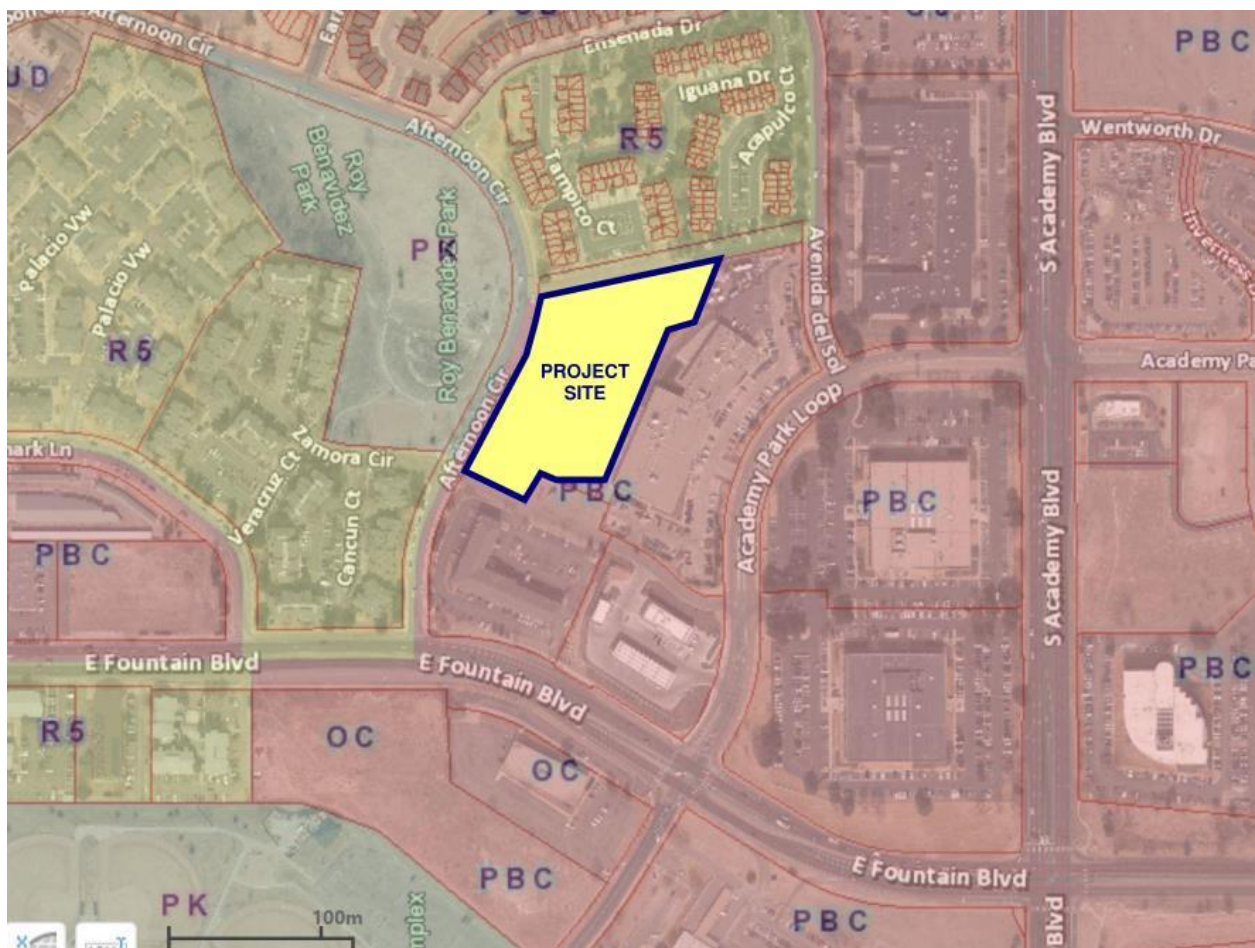 Afternoon Cir
PBC
UD
Ensenada Dr
Iguana Dr
Acapulco Ct
R5
Tampico Ct
Wentworth Dr
Inverness
S Academy Blvd
Afternoon Cir
Roy
Benavidez
Park
PK
Roy Benavidez Park
Palacio Vw
Palacio Vw
R5
Avenida del Sol
PROJECT
SITE
Academy Pa
Afternoon Cir
Zamora Cir
Veracruz Ct
Cancun Ct
ark Ln
PBC
PBC
PBC
Academy Park Loop
S Academy Blvd
E Fountain Blvd
E Fountain Blvd
PBC
R5
OC
OC
PBC
E Fountain Blvd
PK
100m
mplex
PBC
Blvd